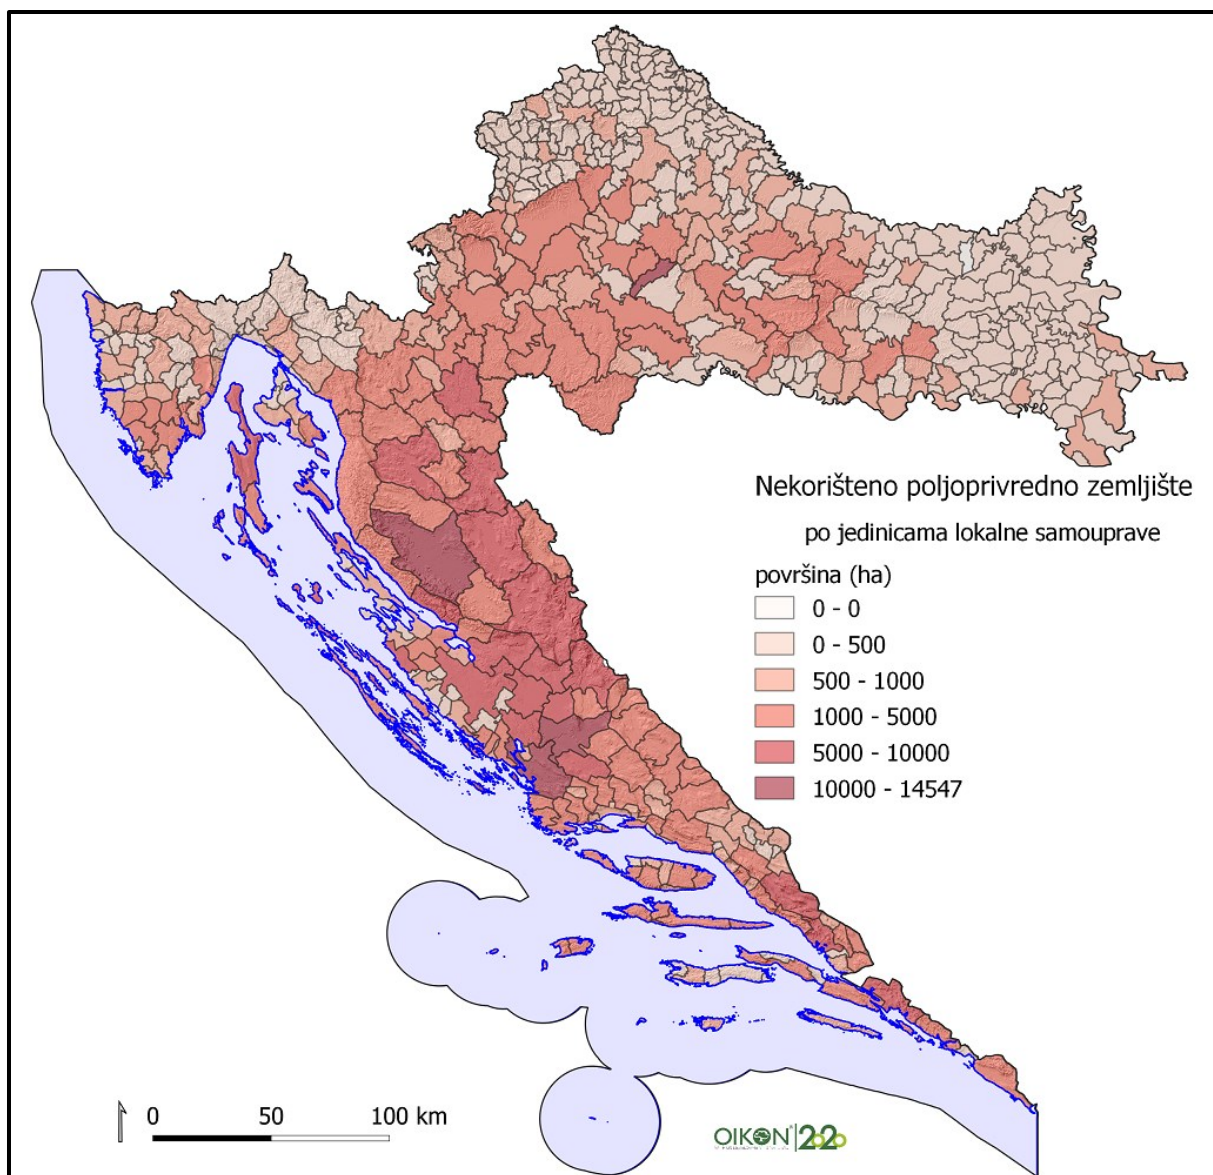 Nekorišteno poljoprivredno zemljište
po jedinicama lokalne samouprave
površina (ha)
0 - 0
0 - 500
500 - 1000
1000 - 5000
5000 - 10000
10000 - 14547
0 50 100 km
OIKON 2020